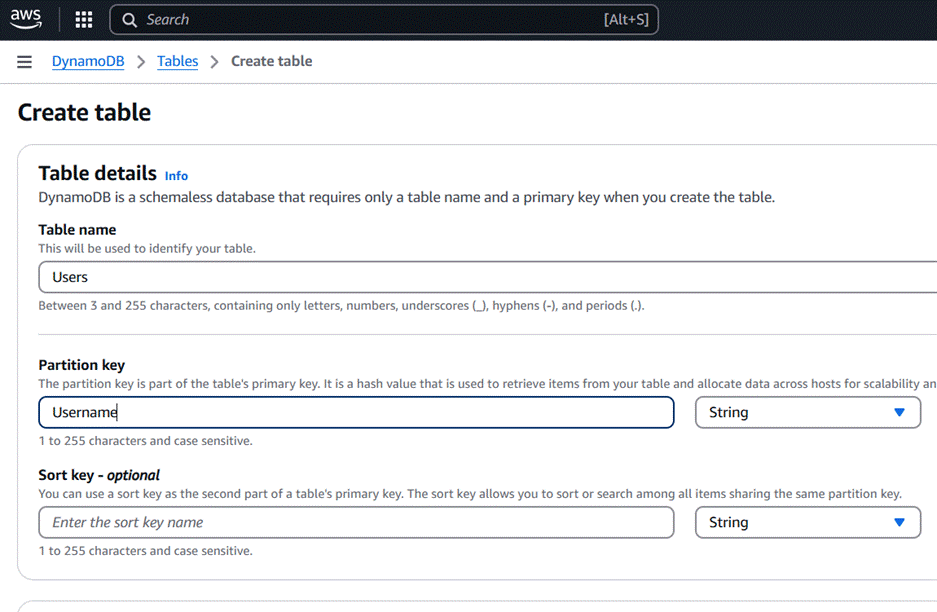 aws
Search [Alt+S]
DynamoDB > Tables > Create table
Create table
Table details Info
DynamoDB is a schemaless database that requires only a table name and a primary key when you create the table.
Table name
This will be used to identify your table.
Users
Between 3 and 255 characters, containing only letters, numbers, underscores (_), hyphens (-), and periods (.).
Partition key
The partition key is part of the table's primary key. It is a hash value that is used to retrieve items from your table and allocate data across hosts for scalability an
Username String
1 to 255 characters and case sensitive.
Sort key - optional
You can use a sort key as the second part of a table's primary key. The sort key allows you to sort or search among all items sharing the same partition key.
Enter the sort key name String
1 to 255 characters and case sensitive.